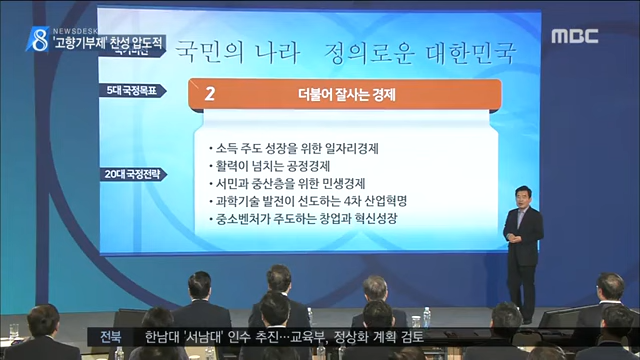 NEWSDESK
8 '고향기부제' 찬성 압도적
MBC
국민의 나라 정의로운 대한민국
5대 국정목표
2 더불어 잘사는 경제
20대 국정전략
• 소득 주도 성장을 위한 일자리경제
• 활력이 넘치는 공정경제
• 서민과 중산층을 위한 민생경제
• 과학기술 발전이 선도하는 4차 산업혁명
• 중소벤처가 주도하는 창업과 혁신성장
전북 한남대 '서남대' 인수 추진…교육부, 정상화 계획 검토